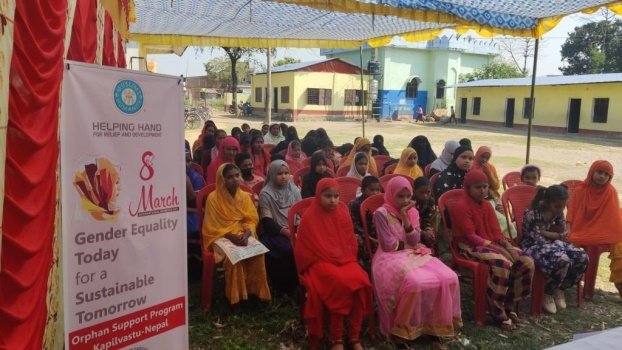 HELPING HAND
FOR RELIEF AND DEVELOPMENT
8
March
Gender Equality
Today
for a
Sustainable
Tomorrow
Orphan Support Program
Kapilvastu-Nepal